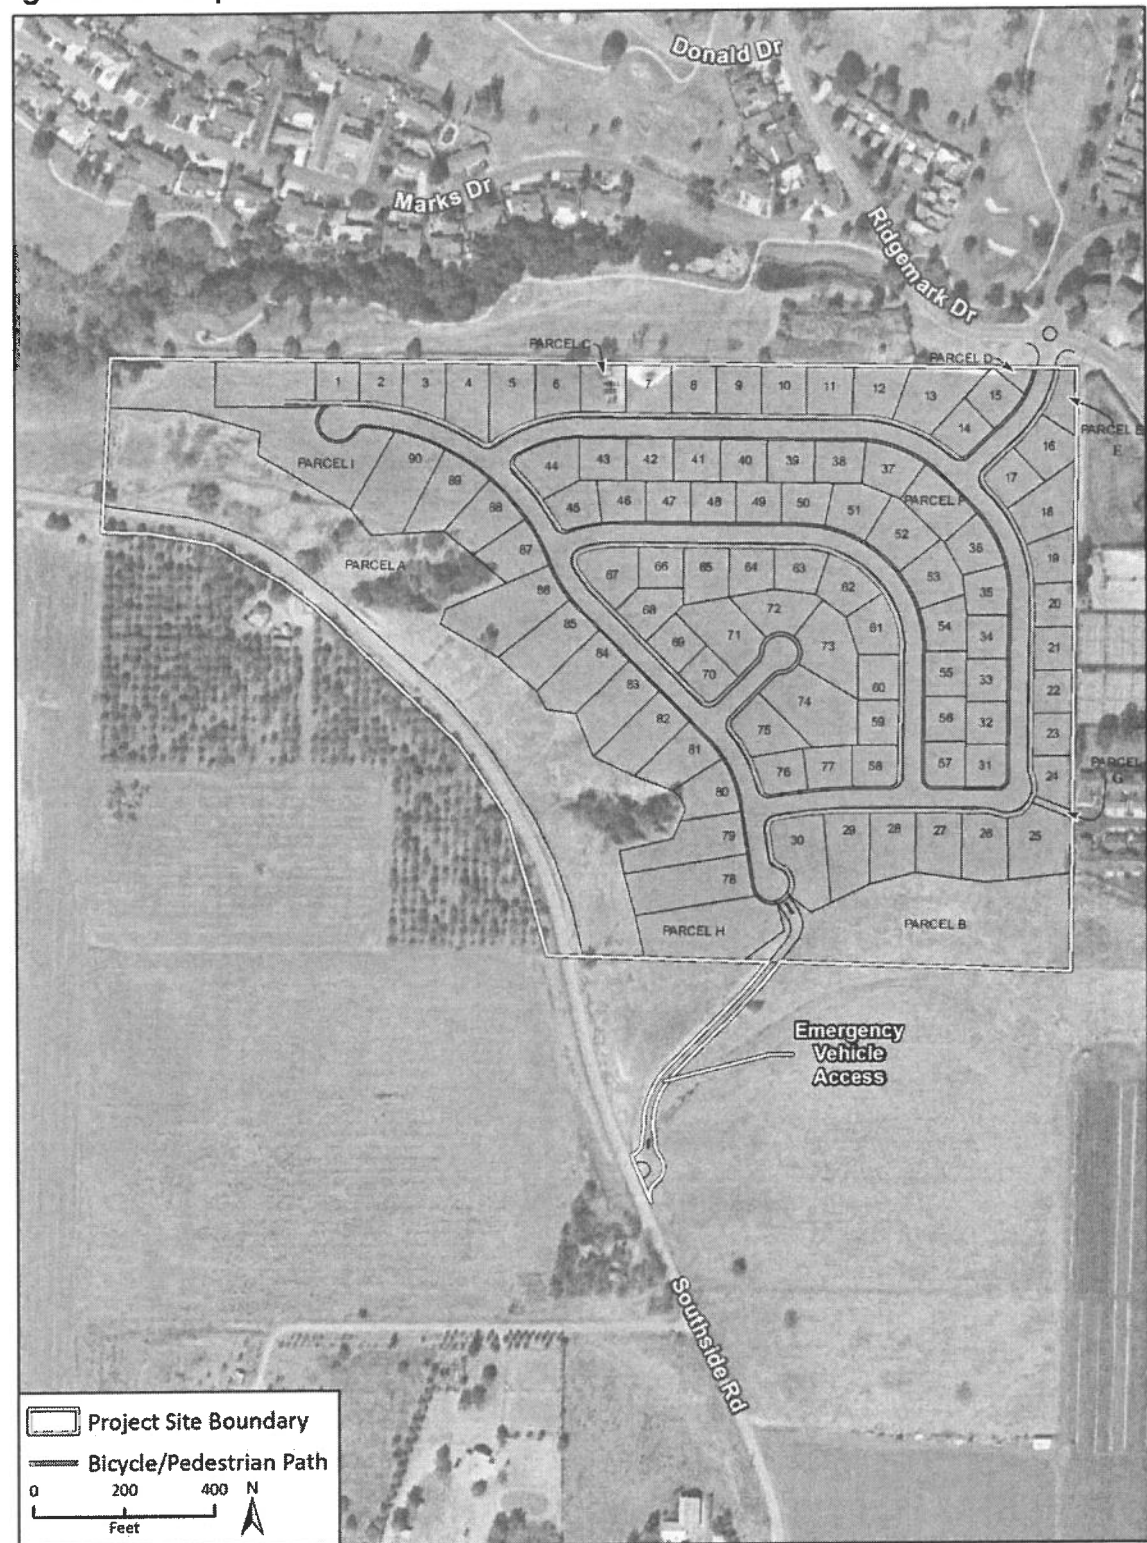 Donald Dr
Marks Dr
Ridgemark Dr
PARCEL C
PARCEL D
1 2 3 4 5 6 7 8 9 10 11 12 13 15
14
PARCEL E
E
16
17
18
PARCEL I
90
89
88
87
44 43 42 41 40 39 38 37
45 46 47 48 49 50 51
PARCEL F
52
36
53
19
PARCEL A
86
67 66 65 64 63 62
35
20
85
68
72
61
54
34
21
84
69 71
73
70
55
33
22
83
60
74
82
59
56
32
23
75
81
PARCEL
G
76 77 58
57
31
24
80
79
30 29 28 27 26 25
78
PARCEL H
PARCEL B
Emergency
Vehicle
Access
Southside Rd
Project Site Boundary
Bicycle/Pedestrian Path
0 200 400 N
Feet